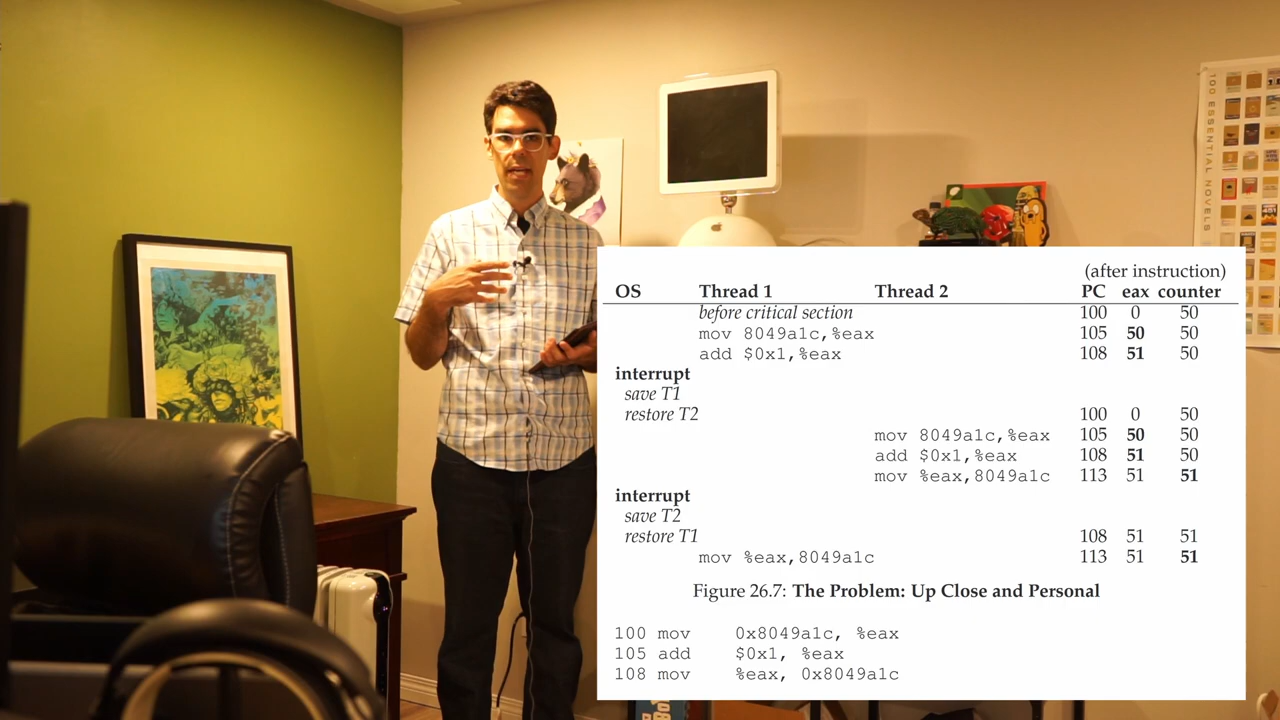 100 ESSENTIAL NOVELS
(after instruction)
OS Thread 1 Thread 2 PC eax counter
before critical section 100 0 50
mov 8049a1c,%eax 105 50 50
add $0x1,%eax 108 51 50
interrupt
save T1
restore T2 100 0 50
mov 8049a1c,%eax 105 50 50
add $0x1,%eax 108 51 50
mov %eax,8049a1c 113 51 51
interrupt
save T2
restore T1 108 51 51
mov %eax,8049a1c 113 51 51
Figure 26.7: The Problem: Up Close and Personal
100 mov 0x8049a1c, %eax
105 add $0x1, %eax
108 mov %eax, 0x8049a1c